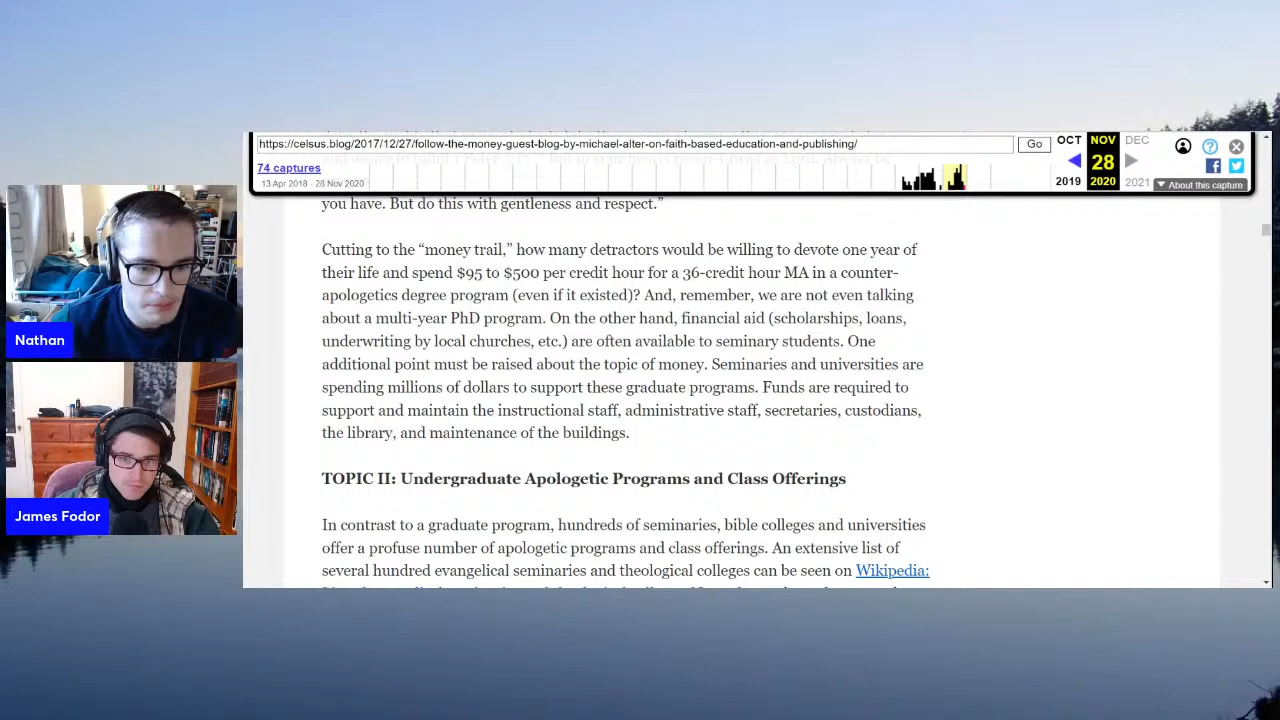 https://celsus.blog/2017/12/27/follow-the-money-guest-blog-by-michael-alter-on-faith-based-education-and-publishing/
Go
OCT NOV DEC
74 captures
28
13 Apr 2018 - 28 Nov 2020
2019 2020 2021
About this capture
you have. But do this with gentleness and respect.”
Cutting to the “money trail,” how many detractors would be willing to devote one year of
their life and spend $95 to $500 per credit hour for a 36-credit hour MA in a counter-
apologetics degree program (even if it existed)? And, remember, we are not even talking
about a multi-year PhD program. On the other hand, financial aid (scholarships, loans,
underwriting by local churches, etc.) are often available to seminary students. One
additional point must be raised about the topic of money. Seminaries and universities are
spending millions of dollars to support these graduate programs. Funds are required to
support and maintain the instructional staff, administrative staff, secretaries, custodians,
the library, and maintenance of the buildings.
TOPIC II: Undergraduate Apologetic Programs and Class Offerings
In contrast to a graduate program, hundreds of seminaries, bible colleges and universities
offer a profuse number of apologetic programs and class offerings. An extensive list of
several hundred evangelical seminaries and theological colleges can be seen on Wikipedia:
Nathan
James Fodor